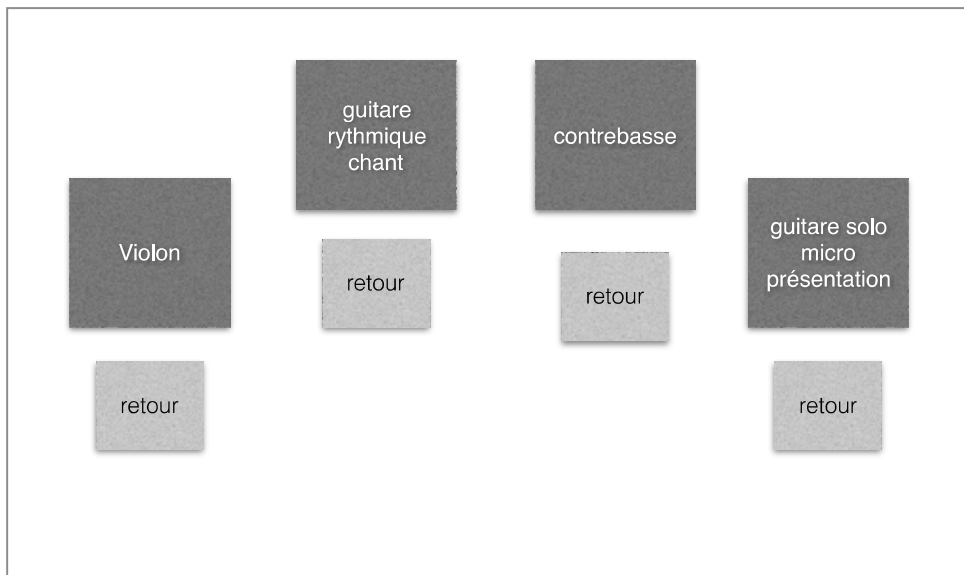 guitare
rythmique
chant
contrebasse
Violon
guitare solo
micro
présentation
retour
retour
retour
retour